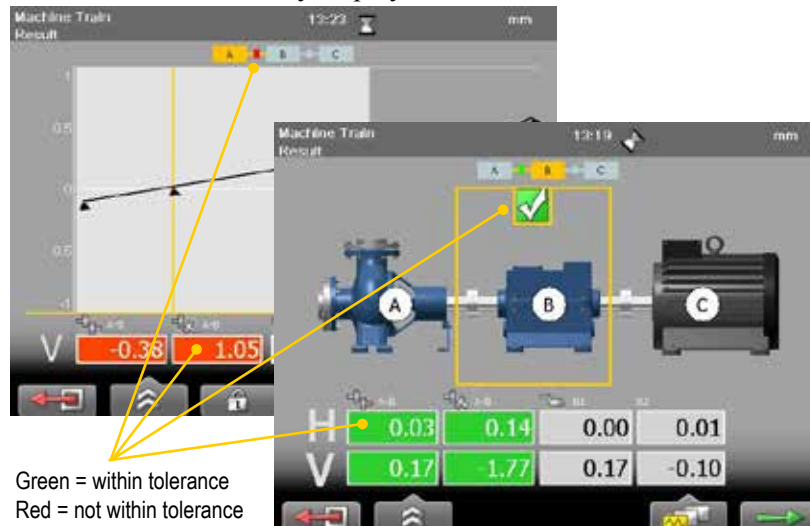 Machine Train
Result
13:23
mm
A B C
1
0.5
0
0.5
-1
V -0.38 1.05
Machine Train
Result
13:19
mm
A B C
A
B
C
A-B A-B B1 B2
H 0.03 0.14 0.00 0.01
V 0.17 -1.77 0.17 -0.10
Green = within tolerance
Red = not within tolerance